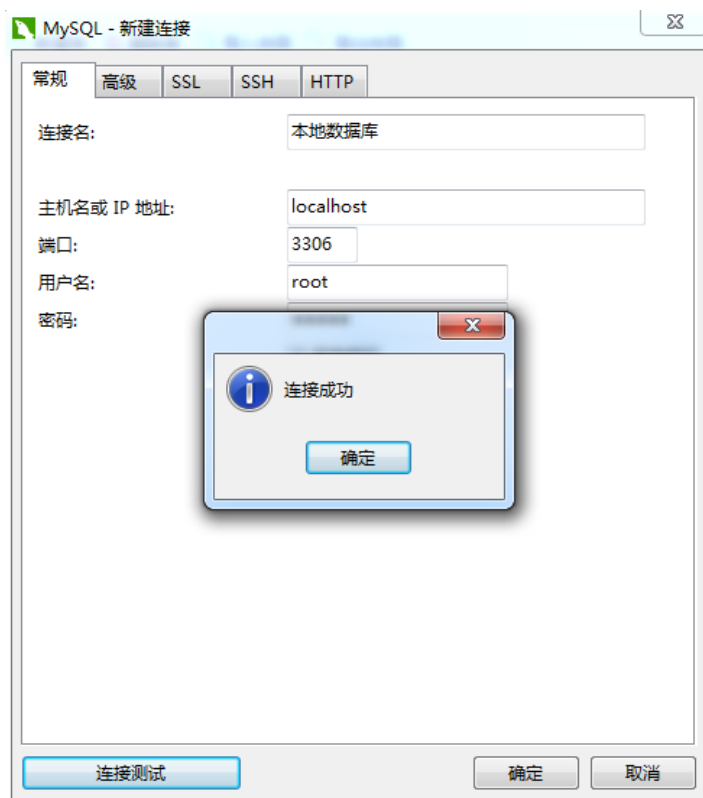 MySQL - 新建连接
常规 高级 SSL SSH HTTP
连接名: 本地数据库
主机名或 IP 地址: localhost
端口: 3306
用户名: root
密码:
连接成功
确定
连接测试 确定 取消